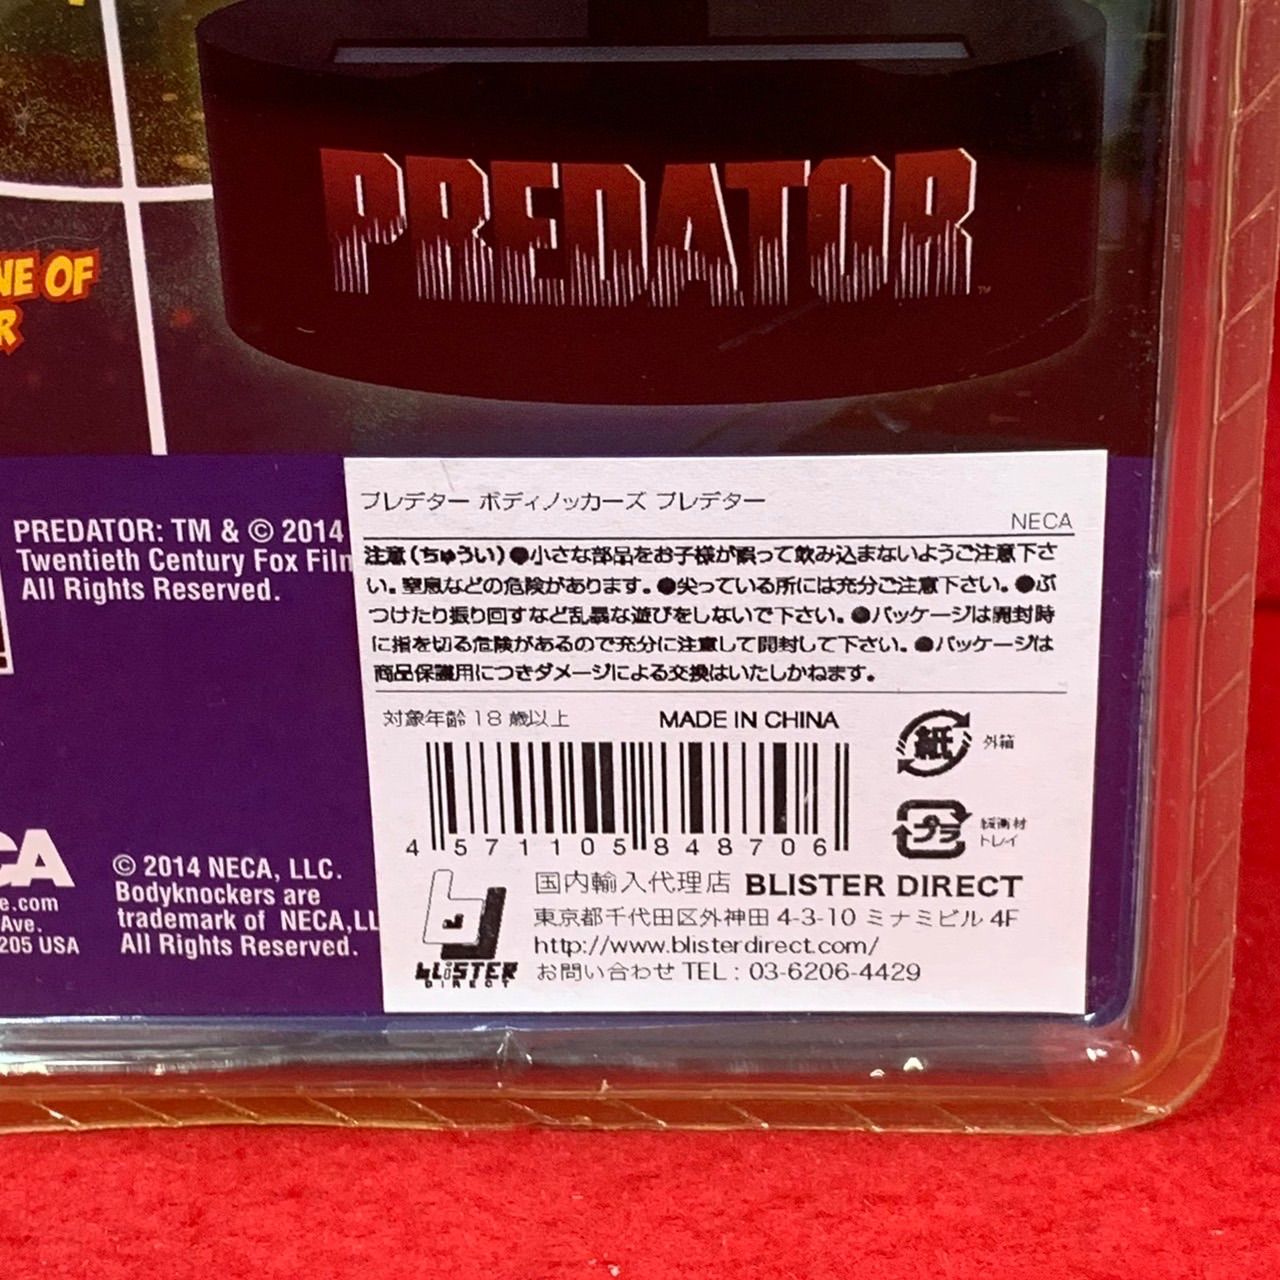 PREDATOR
NE OF
R
プレデター ボディノッカーズ プレデター
NECA
注意（ちゅうい）●小さな部品をお子様が誤って飲み込まないようご注意下さ
い。窒息などの危険があります。●尖っている所には充分ご注意下さい。●ぶ
つけたり振り回すなど乱暴な遊びをしないで下さい。●パッケージは開封時
に指を切る危険があるので充分に注意して開封して下さい。●パッケージは
商品保護用につきダメージによる交換はいたしかねます。
対象年齢 18 歳以上 MADE IN CHINA
紙 外箱
プラ 緩衝材
トレイ
4 571105 848706
国内輸入代理店 BLISTER DIRECT
東京都千代田区外神田 4-3-10 ミナミビル 4F
http://www.blisterdirect.com/
お問い合わせ TEL : 03-6206-4429
BLISTER
DIRECT
PREDATOR: TM & © 2014
Twentieth Century Fox Film
All Rights Reserved.
CA
e.com
Ave.
205 USA
© 2014 NECA, LLC.
Bodyknockers are
trademark of NECA,LL
All Rights Reserved.